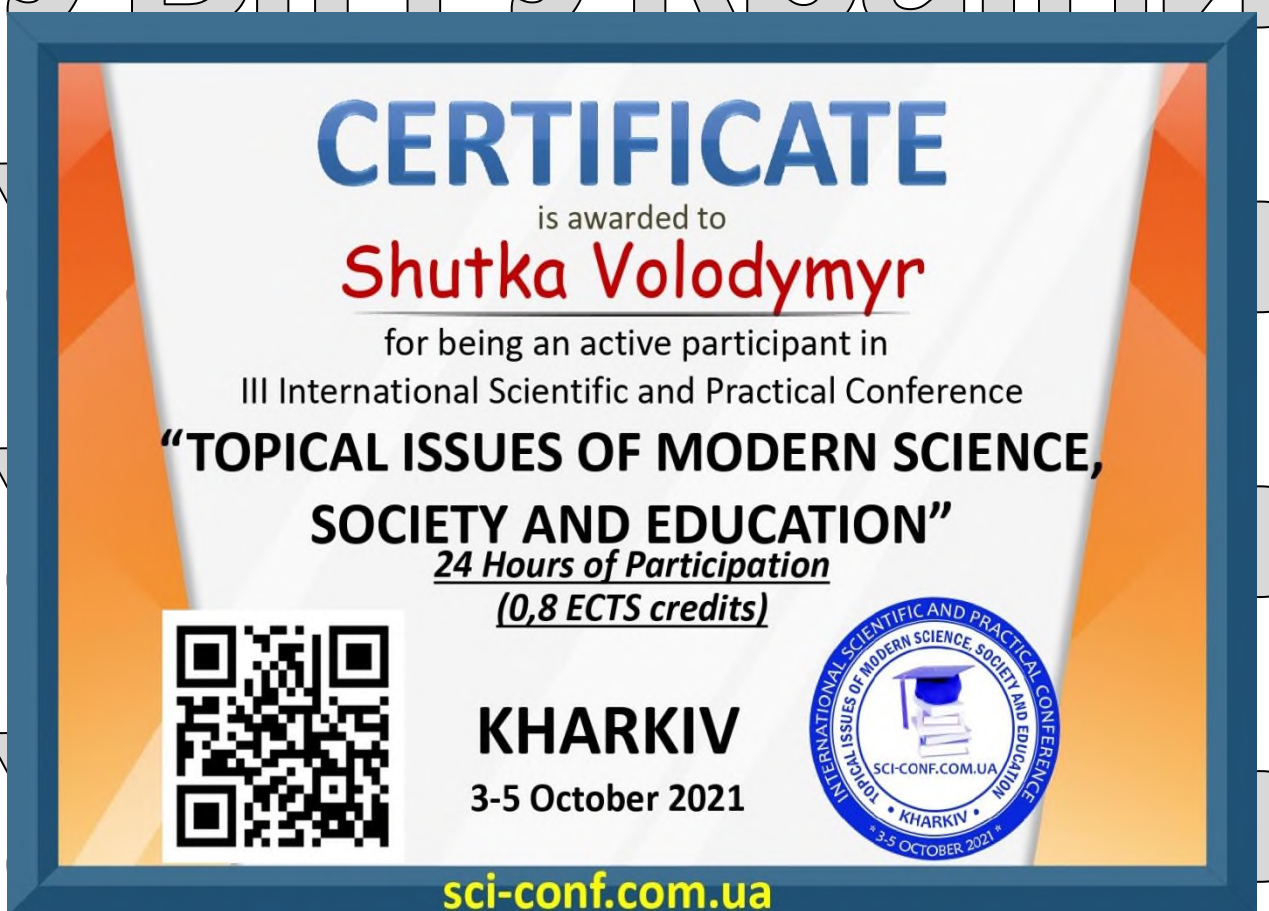 CERTIFICATE
is awarded to
Shutka Volodymyr
for being an active participant in
III International Scientific and Practical Conference
“TOPICAL ISSUES OF MODERN SCIENCE,
SOCIETY AND EDUCATION”
24 Hours of Participation
(0,8 ECTS credits)
KHARKIV
3-5 October 2021
INTERNATIONAL SCIENTIFIC AND PRACTICAL CONFERENCE
TOPICAL ISSUES OF MODERN SCIENCE, SOCIETY AND EDUCATION
SCI-CONF.COM.UA
• KHARKIV •
* 3-5 OCTOBER 2021 *
sci-conf.com.ua